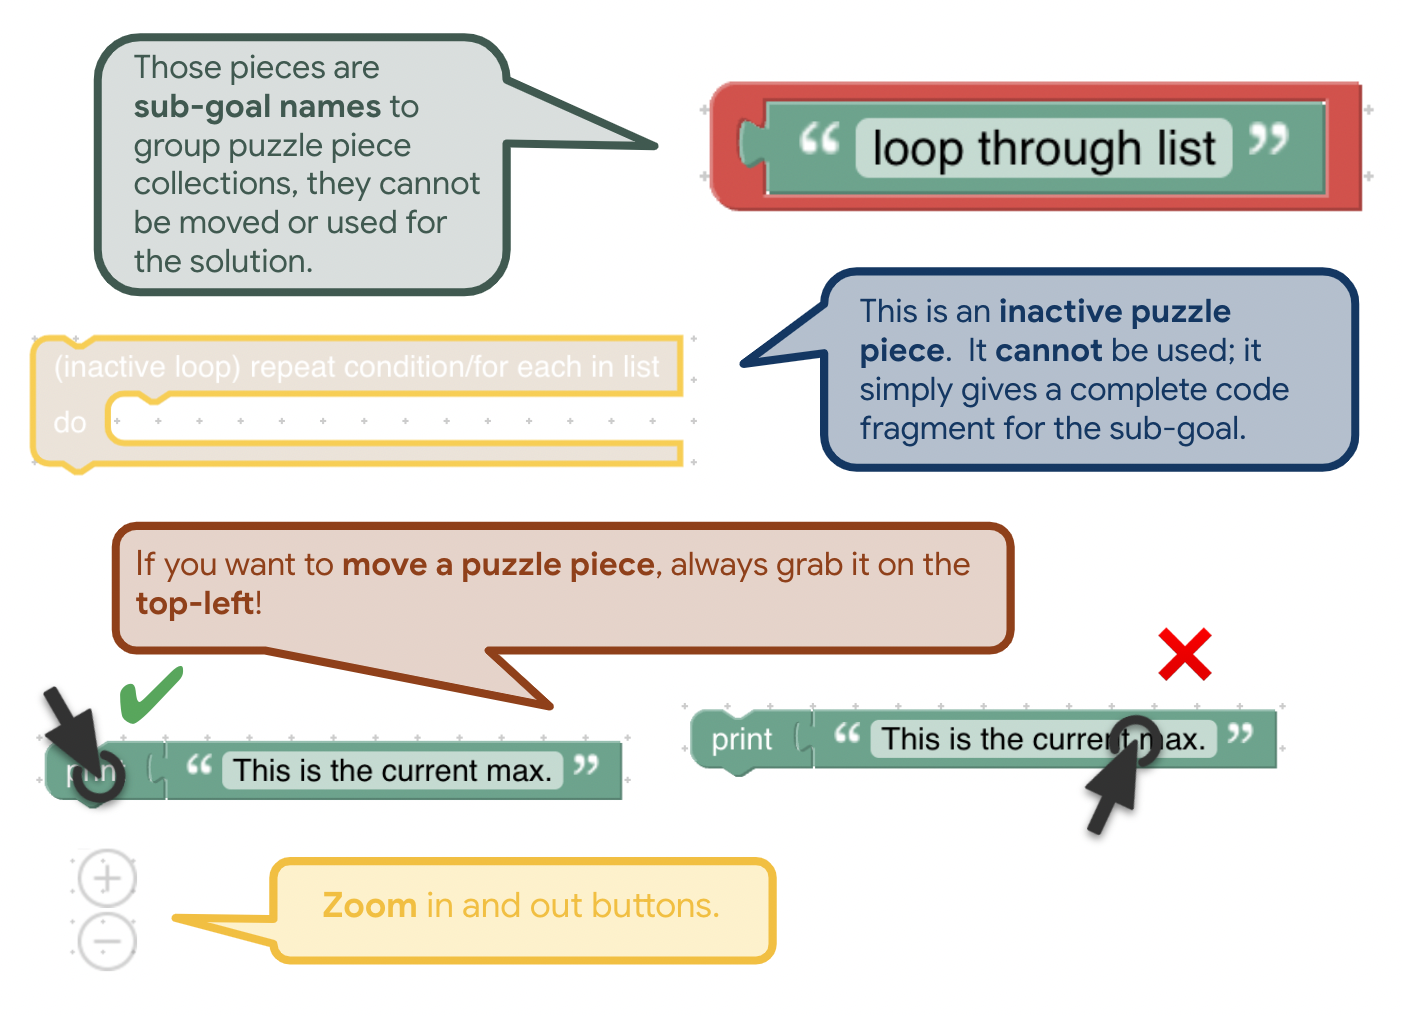 Those pieces are
sub-goal names to
group puzzle piece
collections, they cannot
be moved or used for
the solution.
“ loop through list ”
This is an inactive puzzle
piece. It cannot be used; it
simply gives a complete code
fragment for the sub-goal.
(inactive loop) repeat condition/for each in list
do
If you want to move a puzzle piece, always grab it on the
top-left!
print “ This is the current max. ”
print “ This is the current max. ”
Zoom in and out buttons.